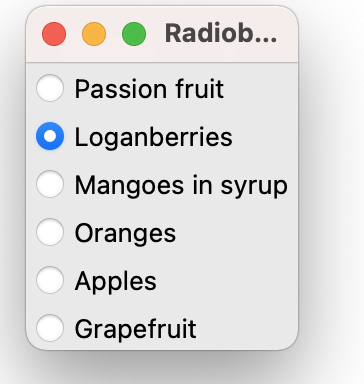 Radiob...
Passion fruit
Loganberries
Mangoes in syrup
Oranges
Apples
Grapefruit